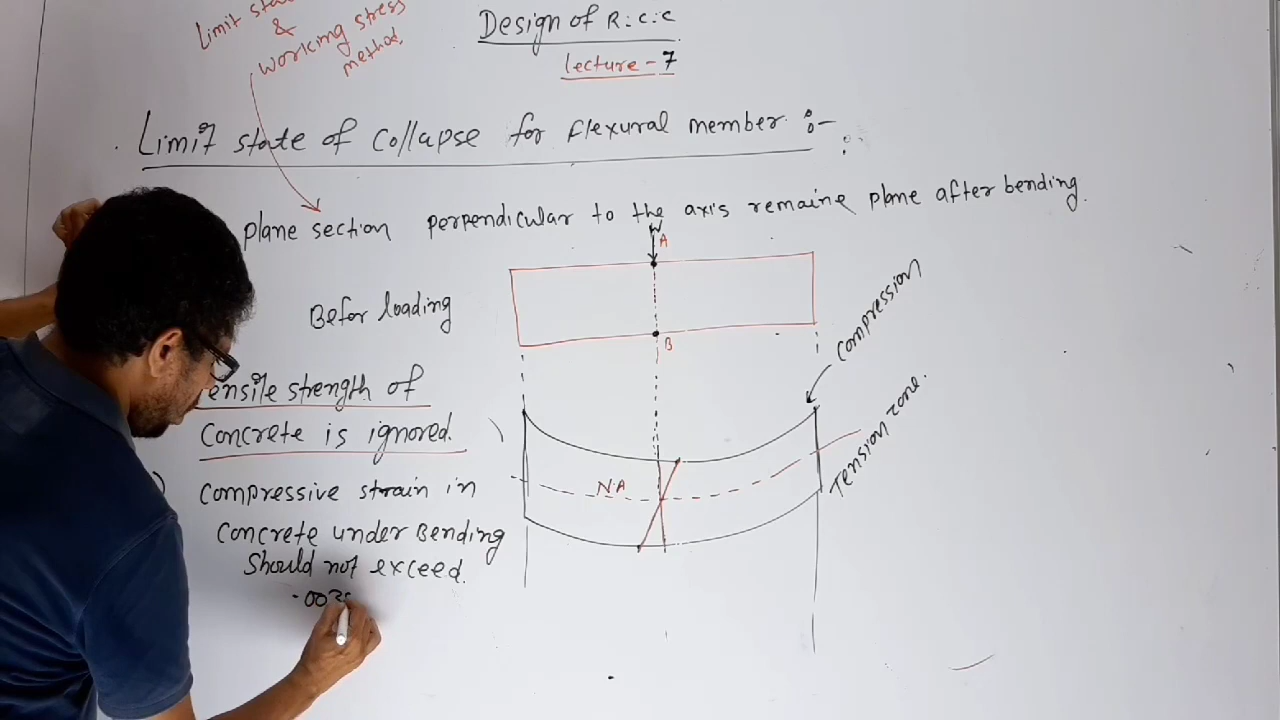 Design of R.C.C
lecture-7
&
working stress
method.
Limit state of Collapse for flexural member :-
plane section perpendicular to the axis remaine plane after bending.
W
A
Befor loading
B
Compression
Tensile strength of
Concrete is ignored.
Tension zone.
Compressive strain in
N.A
Concrete under Bending
Should not exceed.